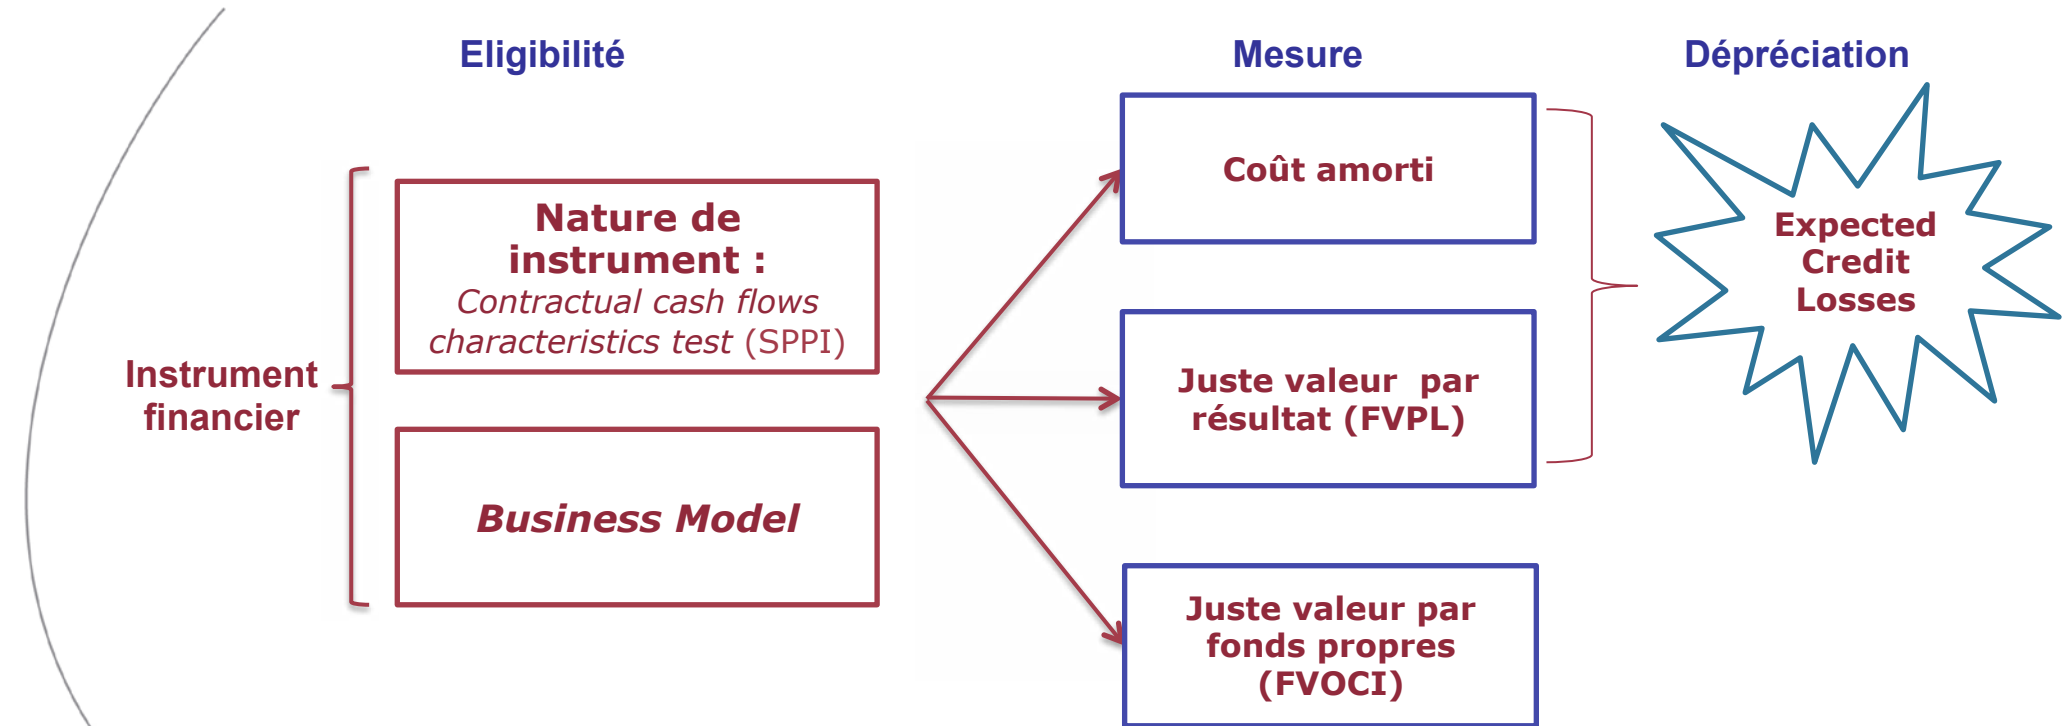 Eligibilité
Mesure
Dépréciation
Instrument
financier
Nature de
instrument :
Contractual cash flows
characteristics test (SPPI)
Business Model
Coût amorti
Juste valeur  par
résultat (FVPL)
Juste valeur par
fonds propres
(FVOCI)
Expected
Credit
Losses